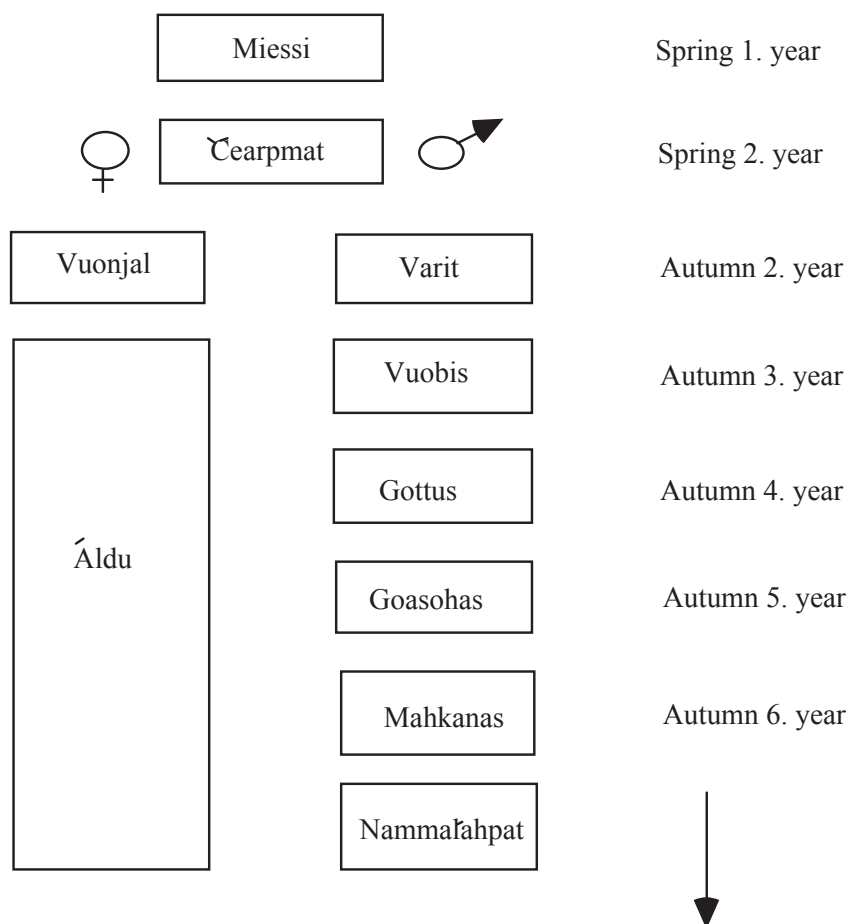 Miessi Spring 1. year
Čearpmat Spring 2. year
Vuonjal Varit Autumn 2. year
Vuobis Autumn 3. year
Gottus Autumn 4. year
Áldu
Goasohas Autumn 5. year
Mahkanas Autumn 6. year